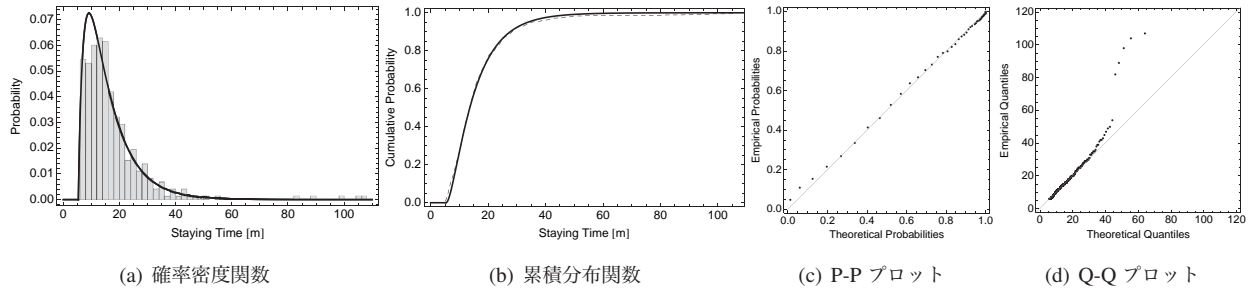 Probability
0.07
0.06
0.05
0.04
0.03
0.02
0.01
0.00
0 20 40 60 80 100
Staying Time [m]
(a) 確率密度関数
Cumulative Probability
1.0
0.8
0.6
0.4
0.2
0.0
0 20 40 60 80 100
Staying Time [m]
(b) 累積分布関数
Empirical Probabilities
1.0
0.8
0.6
0.4
0.2
0.0
0.0 0.2 0.4 0.6 0.8 1.0
Theoretical Probabilities
(c) P-P プロット
Empirical Quantiles
120
100
80
60
40
20
0
0 20 40 60 80 100 120
Theoretical Quantiles
(d) Q-Q プロット